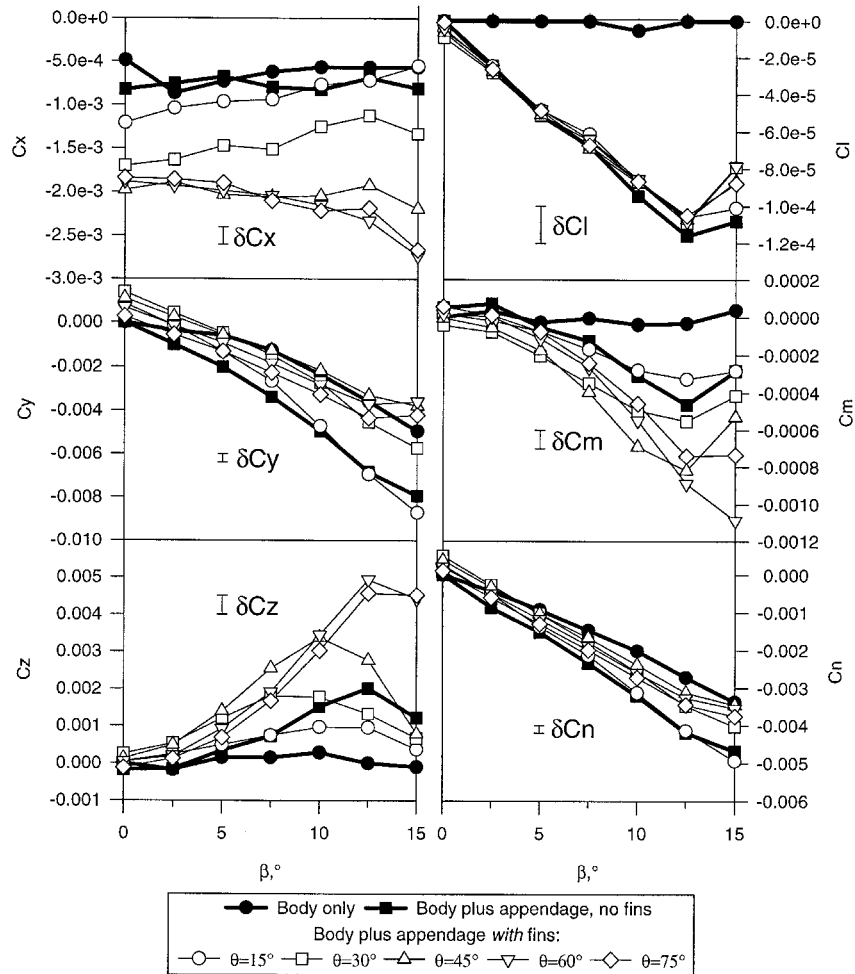 0.0e+0
-5.0e-4
-1.0e-3
-1.5e-3
-2.0e-3
-2.5e-3
-3.0e-3
Cx
δCx
0.0e+0
-2.0e-5
-4.0e-5
-6.0e-5
-8.0e-5
-1.0e-4
-1.2e-4
Cl
δCl
0.000
-0.002
-0.004
-0.006
-0.008
-0.010
Cy
δCy
0.0002
0.0000
-0.0002
-0.0004
-0.0006
-0.0008
-0.0010
-0.0012
Cm
δCm
0.005
0.004
0.003
0.002
0.001
0.000
-0.001
Cz
δCz
0.000
-0.001
-0.002
-0.003
-0.004
-0.005
-0.006
Cn
δCn
0 5 10 15
0 5 10 15
β,° β,°
Body only Body plus appendage, no fins
Body plus appendage with fins:
θ=15° θ=30° θ=45° θ=60° θ=75°